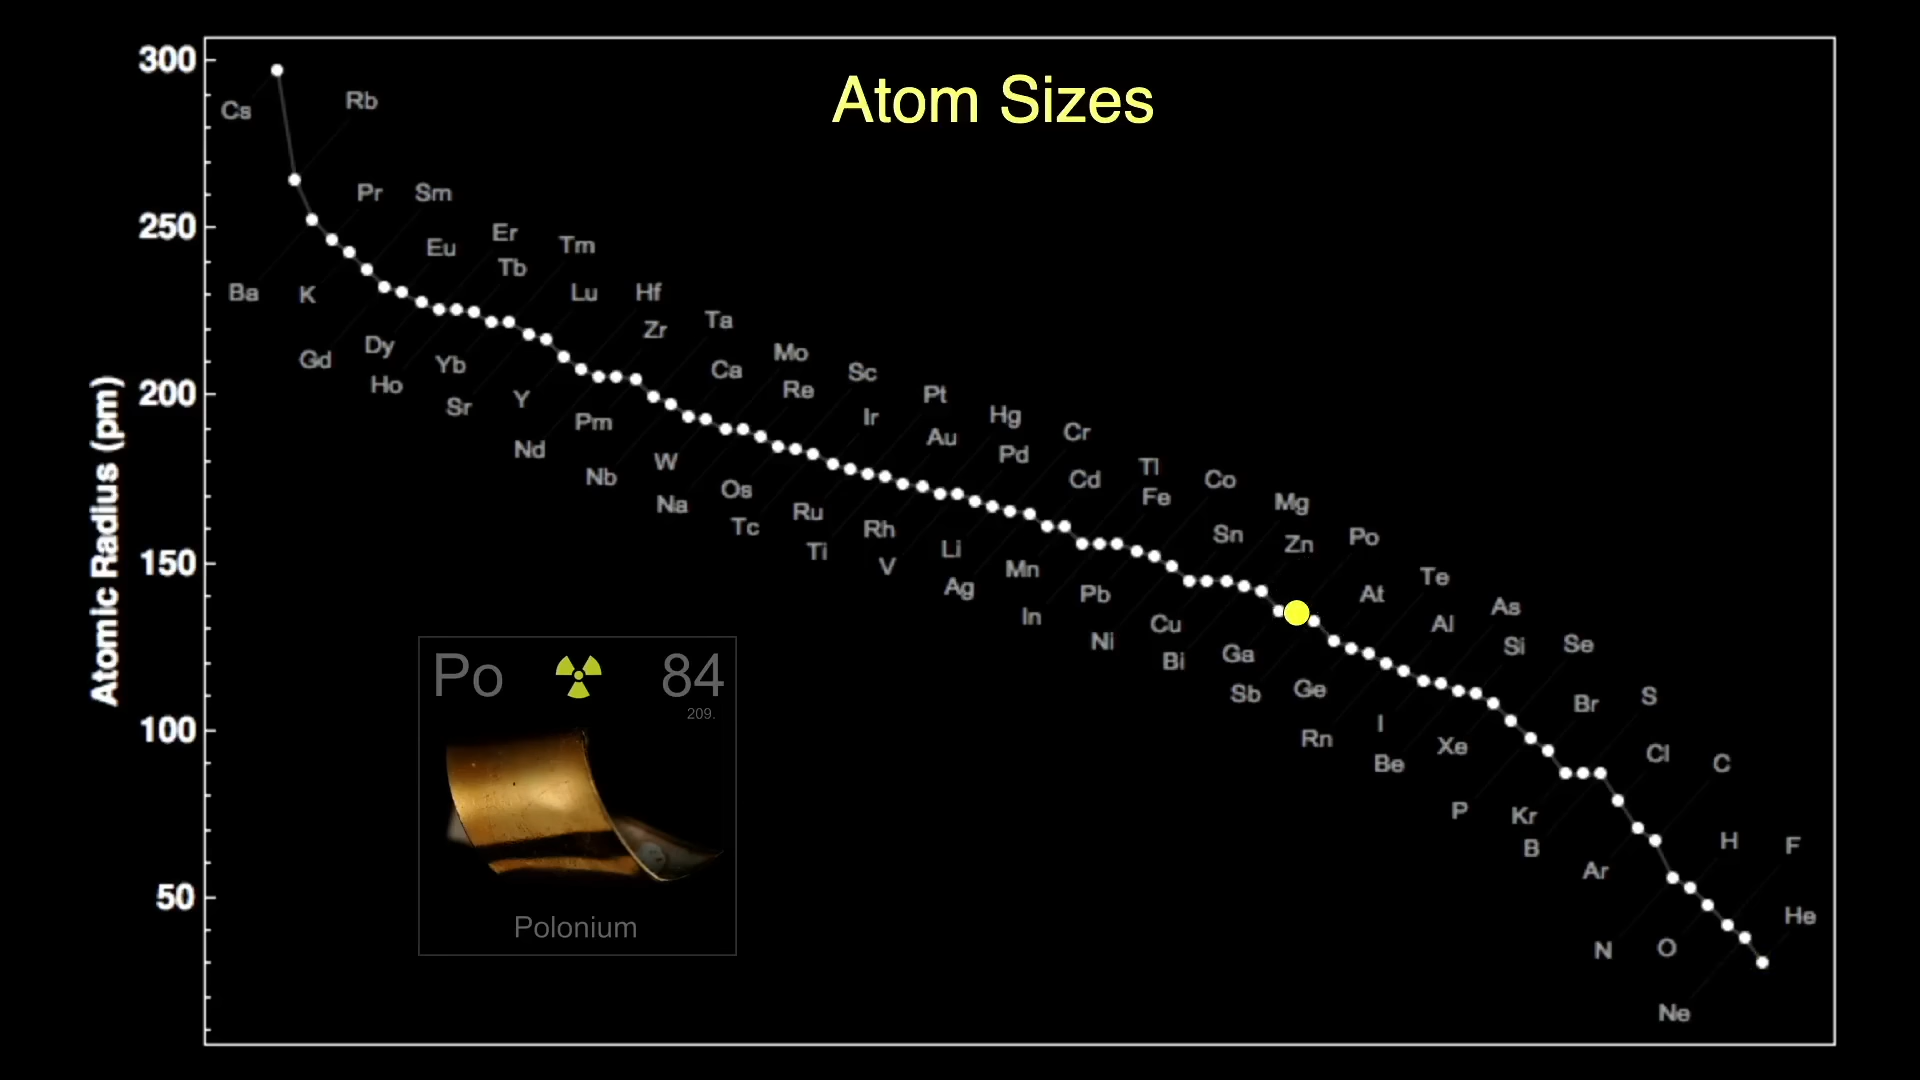 Atom Sizes
Atomic Radius (pm)
300
250
200
150
100
50
Cs
Rb
Pr
Sm
Er
Eu
Tm
Tb
Ba
K
Lu
Hf
Ta
Zr
Dy
Gd
Mo
Yb
Ca
Sc
Ho
Re
Pt
Y
Sr
Ir
Hg
Pm
Cr
Au
Nd
Pd
W
Tl
Nb
Cd
Co
Os
Fe
Mg
Na
Ru
Tc
Rh
Sn
Po
Zn
Li
Ti
V
Mn
Te
Ag
Pb
At
As
In
Cu
Al
Ni
Se
Si
Ga
Bi
Ge
Sb
S
Br
I
Rn
Xe
Cl
Be
C
P
Kr
H
F
B
Ar
He
O
N
Ne
Po 84
209.
Polonium